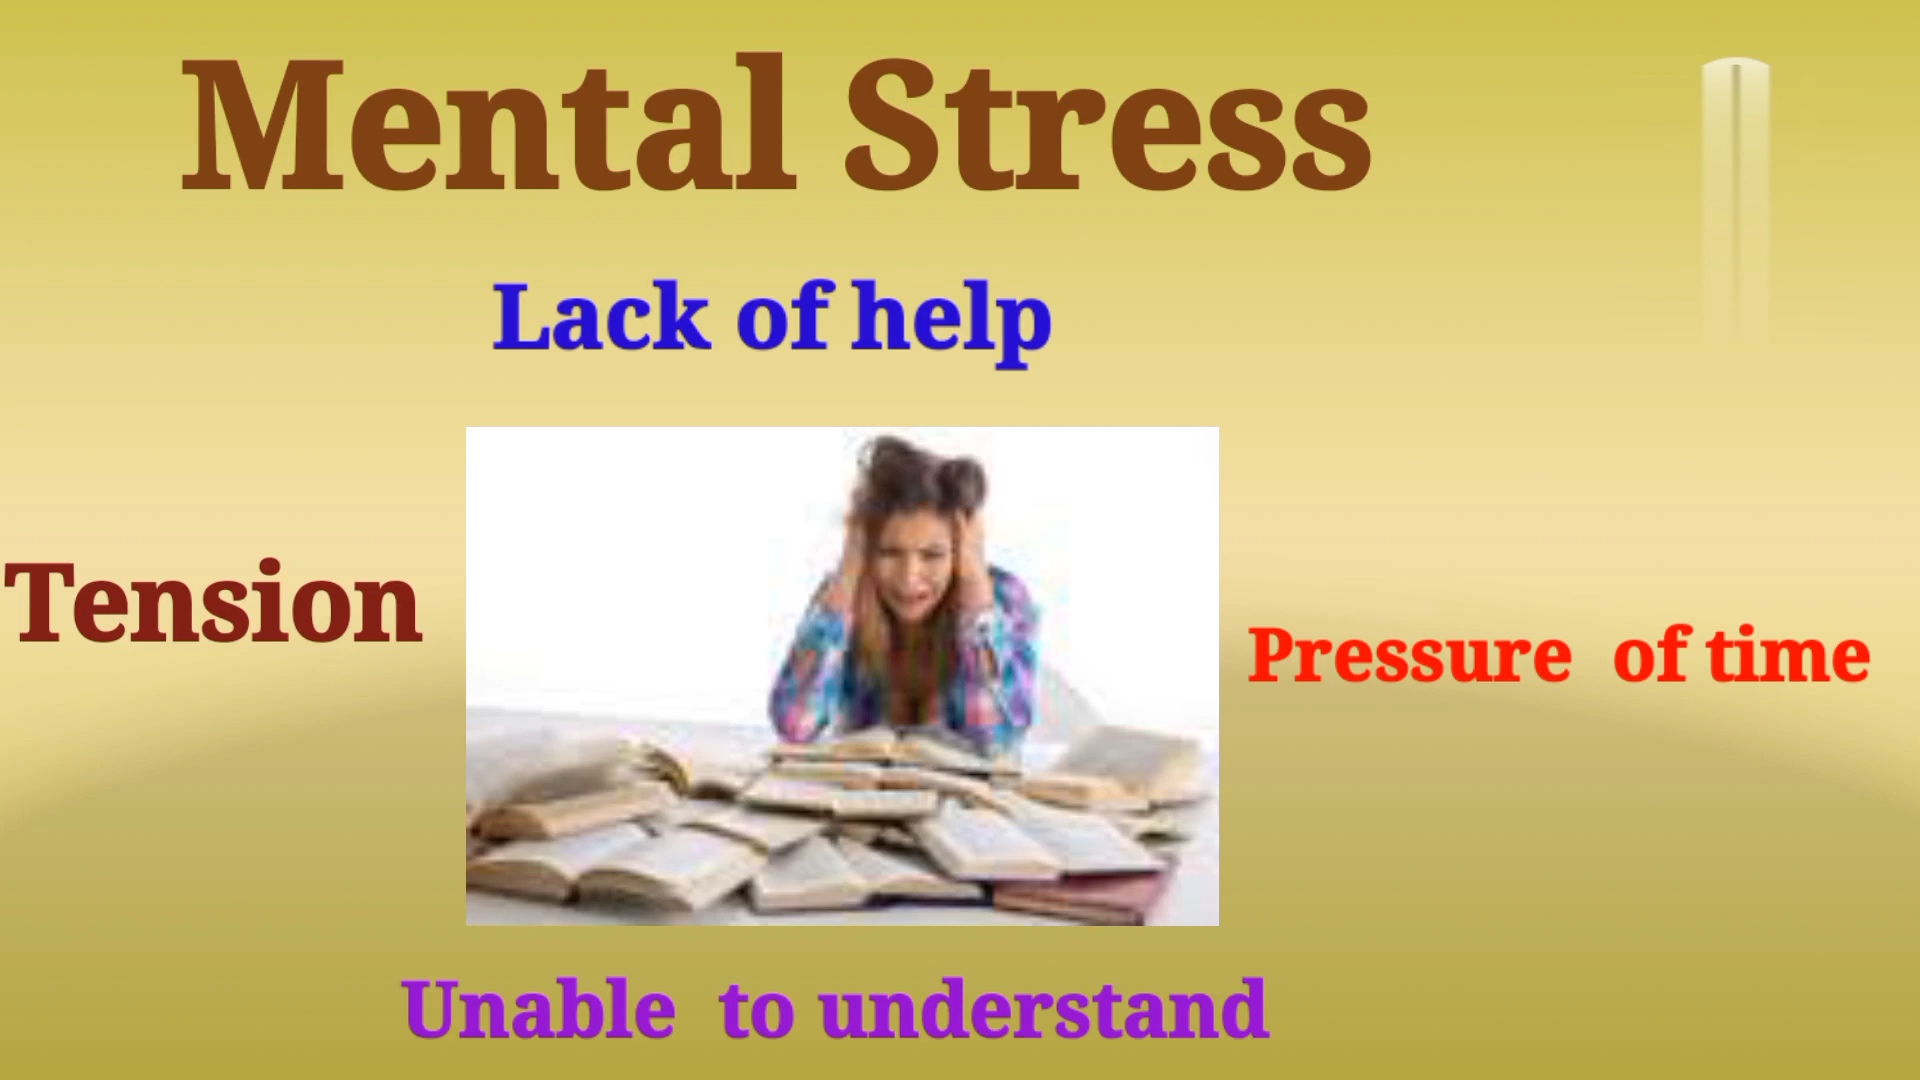 Mental Stress
Lack of help
Tension
Pressure of time
Unable to understand